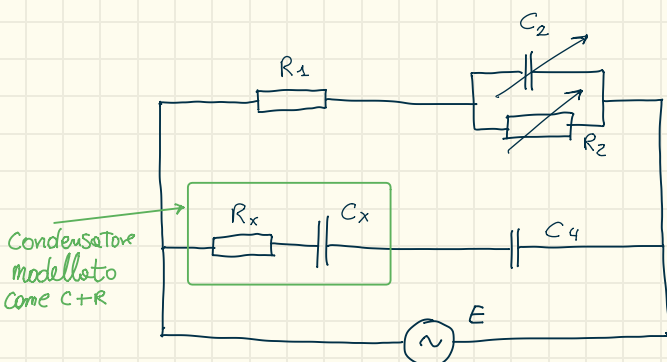 C2
R1
R2
Rx
Cx
C4
Condensatore
modellato
come C+R
E
~